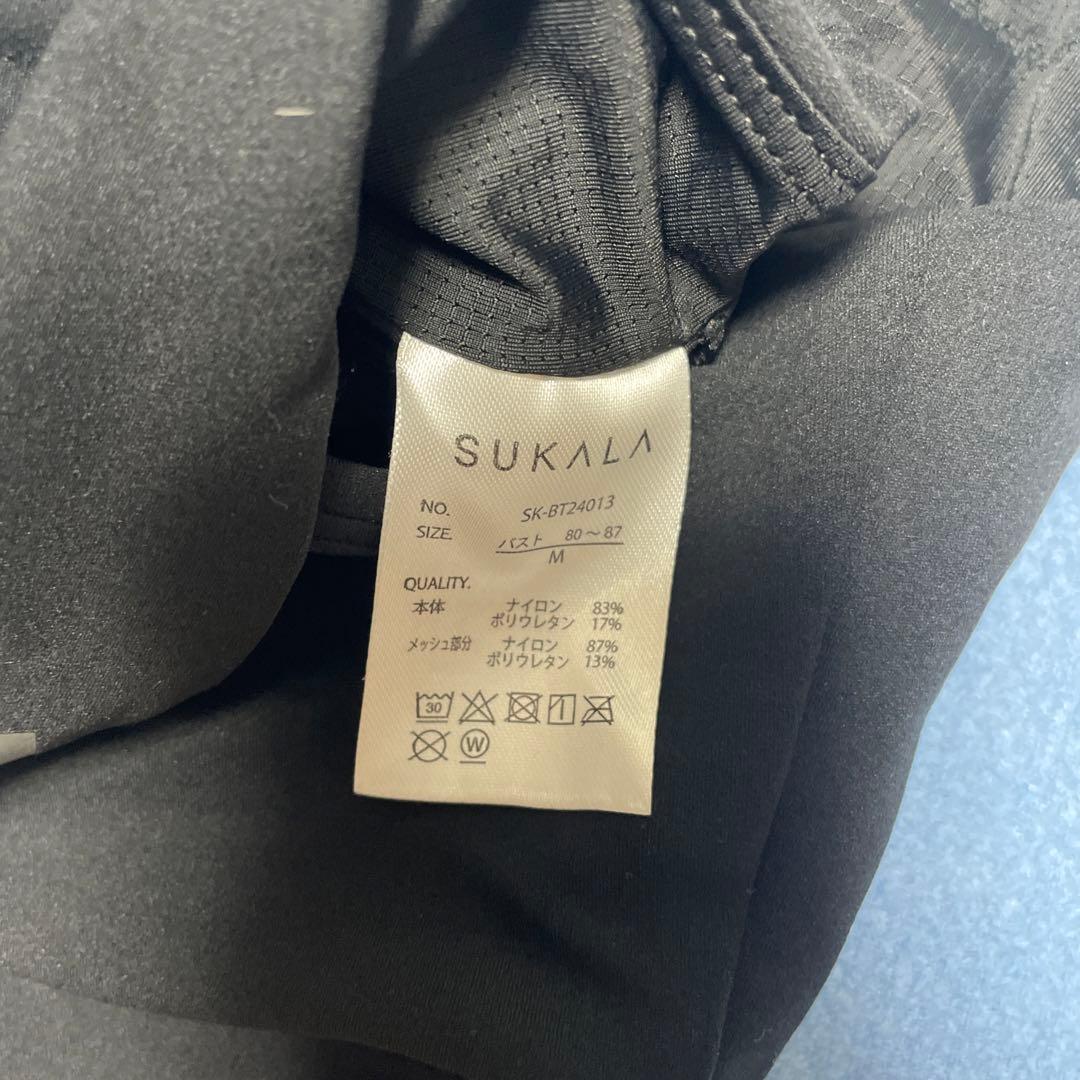 SUKALA
NO. SK-BT24013
SIZE. バスト 80～87
M
QUALITY.
本体 ナイロン 83%
ポリウレタン 17%
メッシュ部分 ナイロン 87%
ポリウレタン 13%
30
W